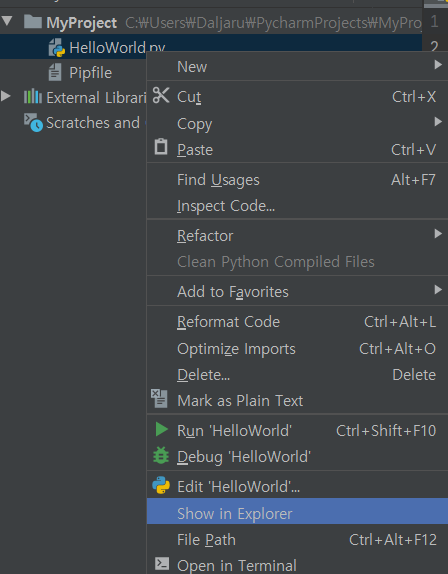 MyProject C:₩Users₩Daljaru₩PycharmProjects₩MyPro
1
HelloWorld.py
2
Pipfile
External Librari
Scratches and
New
Cut Ctrl+X
Copy
Paste Ctrl+V
Find Usages Alt+F7
Inspect Code...
Refactor
Clean Python Compiled Files
Add to Favorites
Reformat Code Ctrl+Alt+L
Optimize Imports Ctrl+Alt+O
Delete... Delete
Mark as Plain Text
Run 'HelloWorld' Ctrl+Shift+F10
Debug 'HelloWorld'
Edit 'HelloWorld'...
Show in Explorer
File Path Ctrl+Alt+F12
Open in Terminal